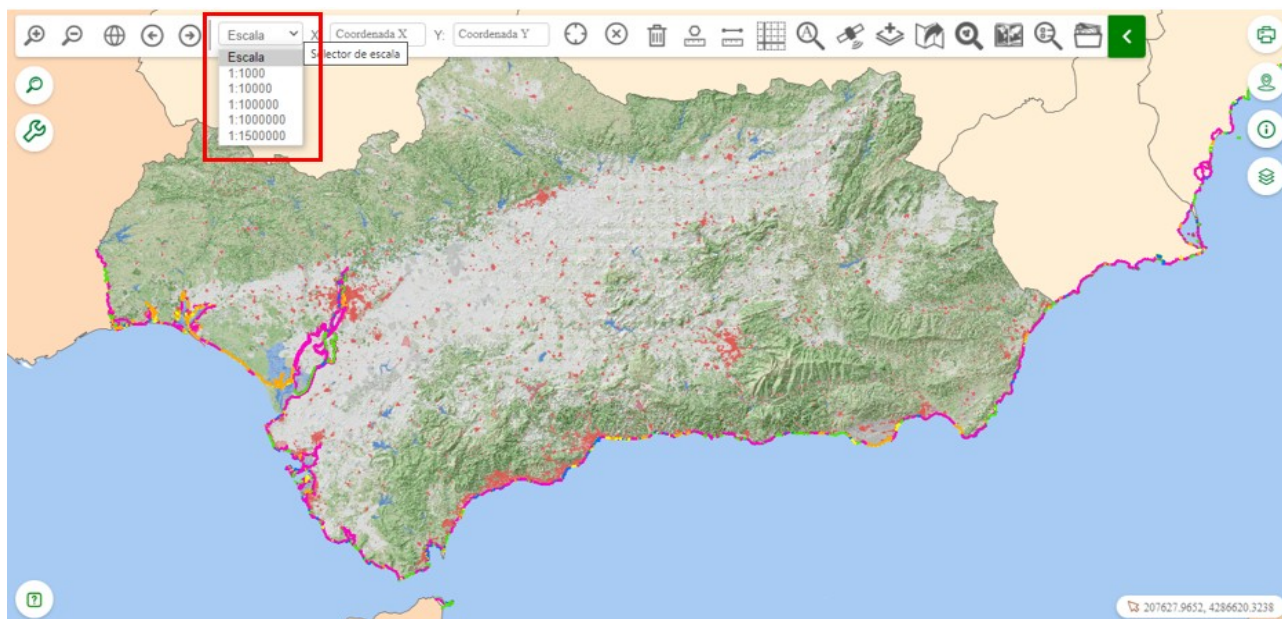 Escala
X:
Coordenada X
Y:
Coordenada Y
Selector de escala
Escala
1:1000
1:10000
1:100000
1:1000000
1:1500000
207627.9652, 4286620.3238